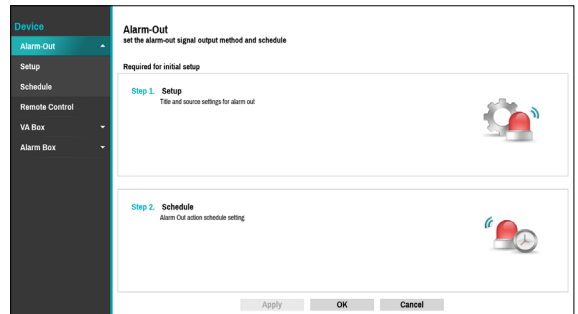 Device
Alarm-Out
Setup
Schedule
Remote Control
VA Box
Alarm Box
Alarm-Out
set the alarm-out signal output method and schedule
Required for initial setup
Step 1. Setup
Title and source settings for alarm out
Step 2. Schedule
Alarm Out action schedule setting
Apply OK Cancel